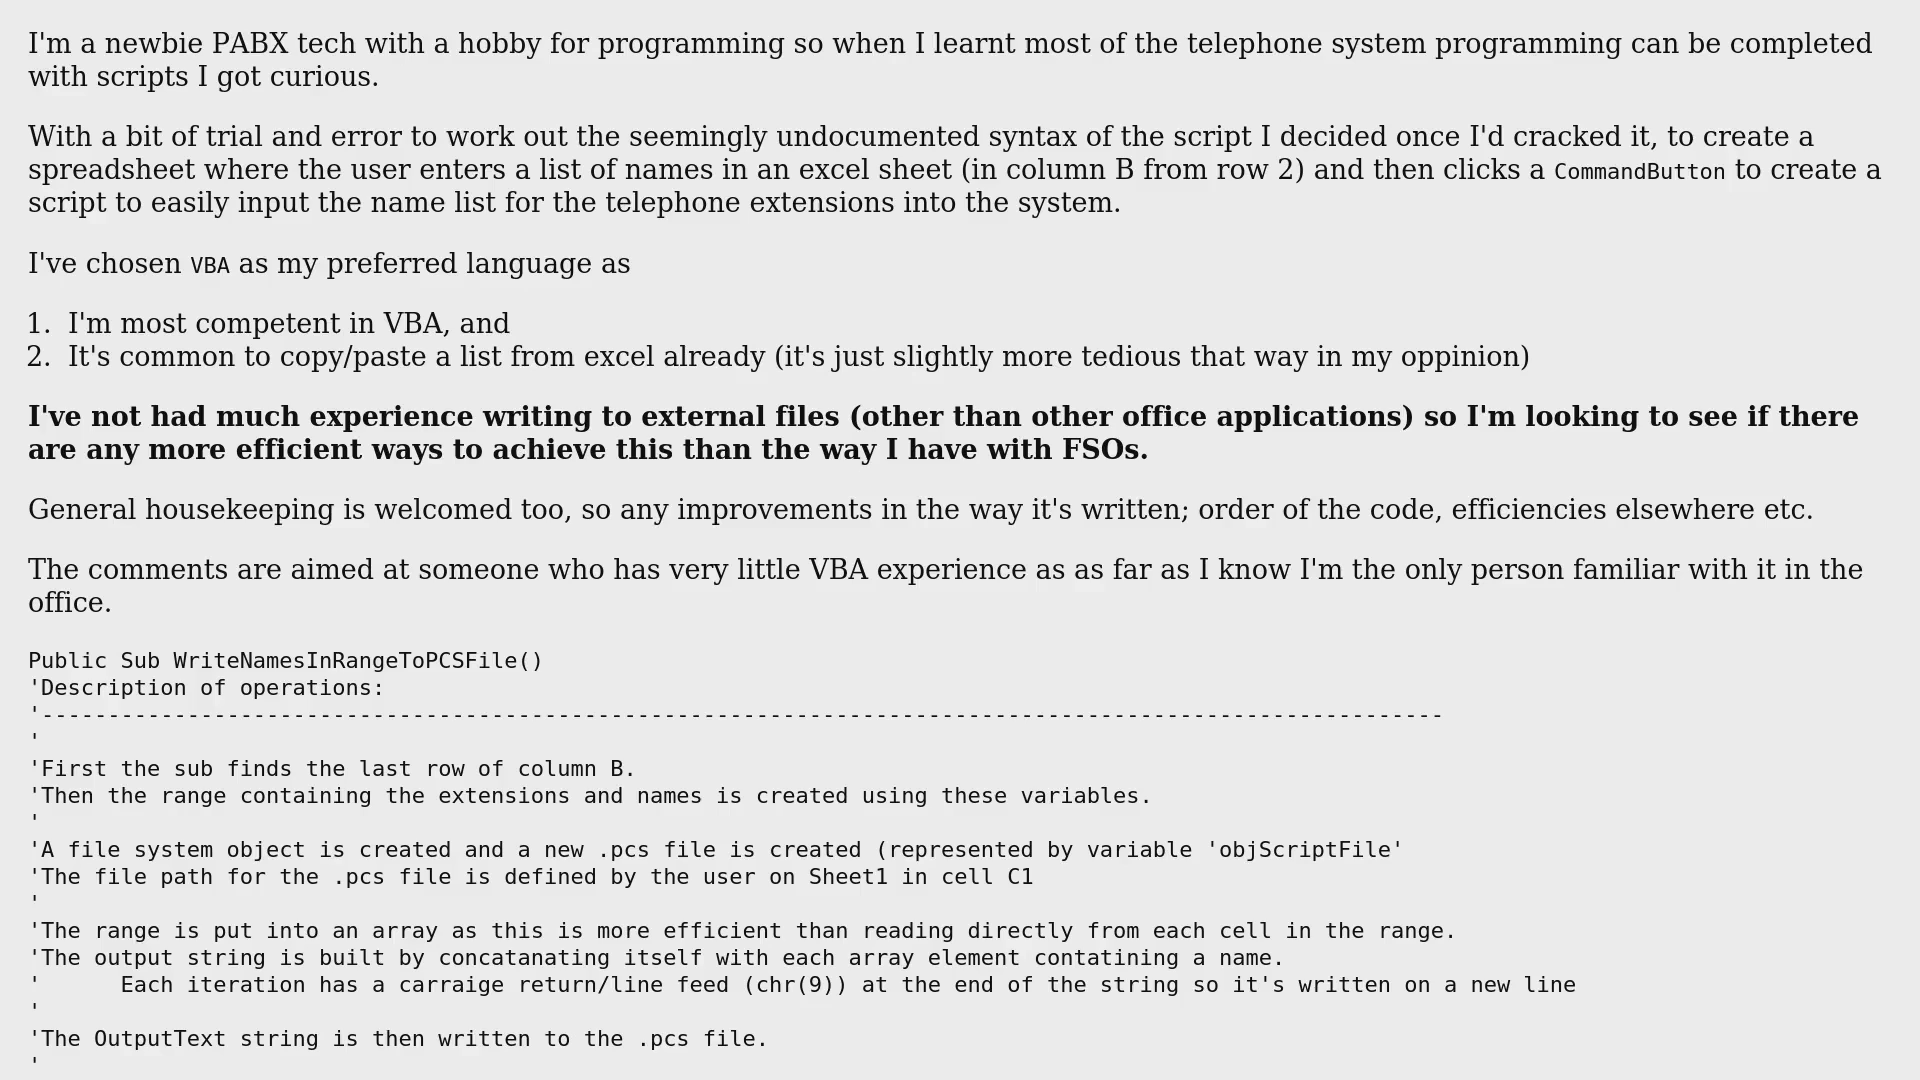 I'm a newbie PABX tech with a hobby for programming so when I learnt most of the telephone system programming can be completed
with scripts I got curious.
With a bit of trial and error to work out the seemingly undocumented syntax of the script I decided once I'd cracked it, to create a
spreadsheet where the user enters a list of names in an excel sheet (in column B from row 2) and then clicks a CommandButton to create a
script to easily input the name list for the telephone extensions into the system.
I've chosen VBA as my preferred language as
1. I'm most competent in VBA, and
2. It's common to copy/paste a list from excel already (it's just slightly more tedious that way in my oppinion)
I've not had much experience writing to external files (other than other office applications) so I'm looking to see if there
are any more efficient ways to achieve this than the way I have with FSOs.
General housekeeping is welcomed too, so any improvements in the way it's written; order of the code, efficiencies elsewhere etc.
The comments are aimed at someone who has very little VBA experience as as far as I know I'm the only person familiar with it in the
office.
Public Sub WriteNamesInRangeToPCSFile()
'Description of operations:
'----------------------------------------------------------------------------------------------------------
'
'First the sub finds the last row of column B.
'Then the range containing the extensions and names is created using these variables.
'
'A file system object is created and a new .pcs file is created (represented by variable 'objScriptFile'
'The file path for the .pcs file is defined by the user on Sheet1 in cell C1
'
'The range is put into an array as this is more efficient than reading directly from each cell in the range.
'The output string is built by concatanating itself with each array element contatining a name.
'      Each iteration has a carraige return/line feed (chr(9)) at the end of the string so it's written on a new line
'
'The OutputText string is then written to the .pcs file.
'